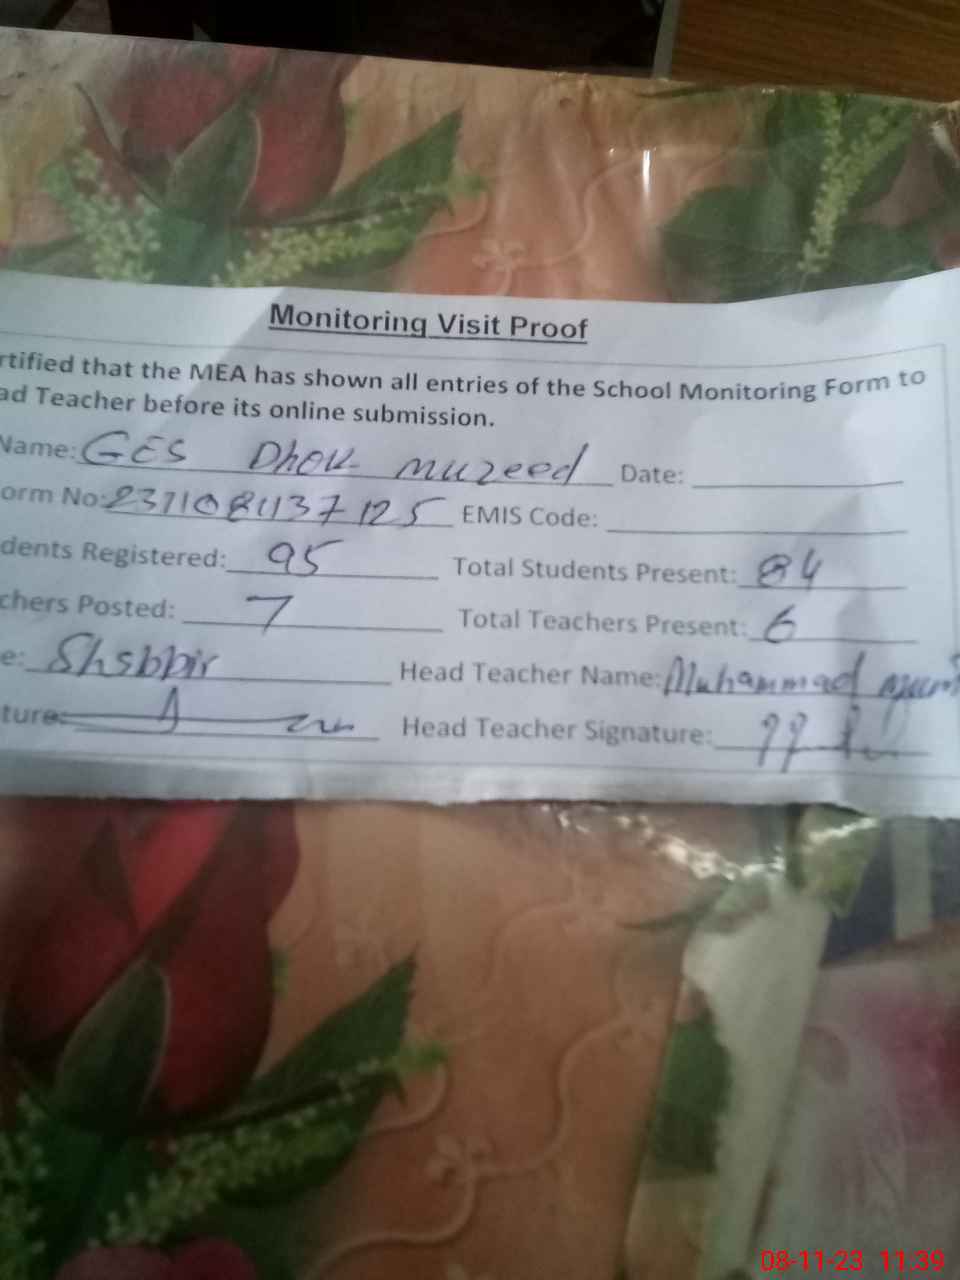 Monitoring Visit Proof
rtified that the MEA has shown all entries of the School Monitoring Form to
ad Teacher before its online submission.
Name: GES Dhok muzeed Date:
orm No: 2311081137125 EMIS Code:
dents Registered: 95 Total Students Present: 84
chers Posted: 7 Total Teachers Present: 6
e: Shsbbir Head Teacher Name: Muhammad
ture: Head Teacher Signature:
08-11-23 11:39